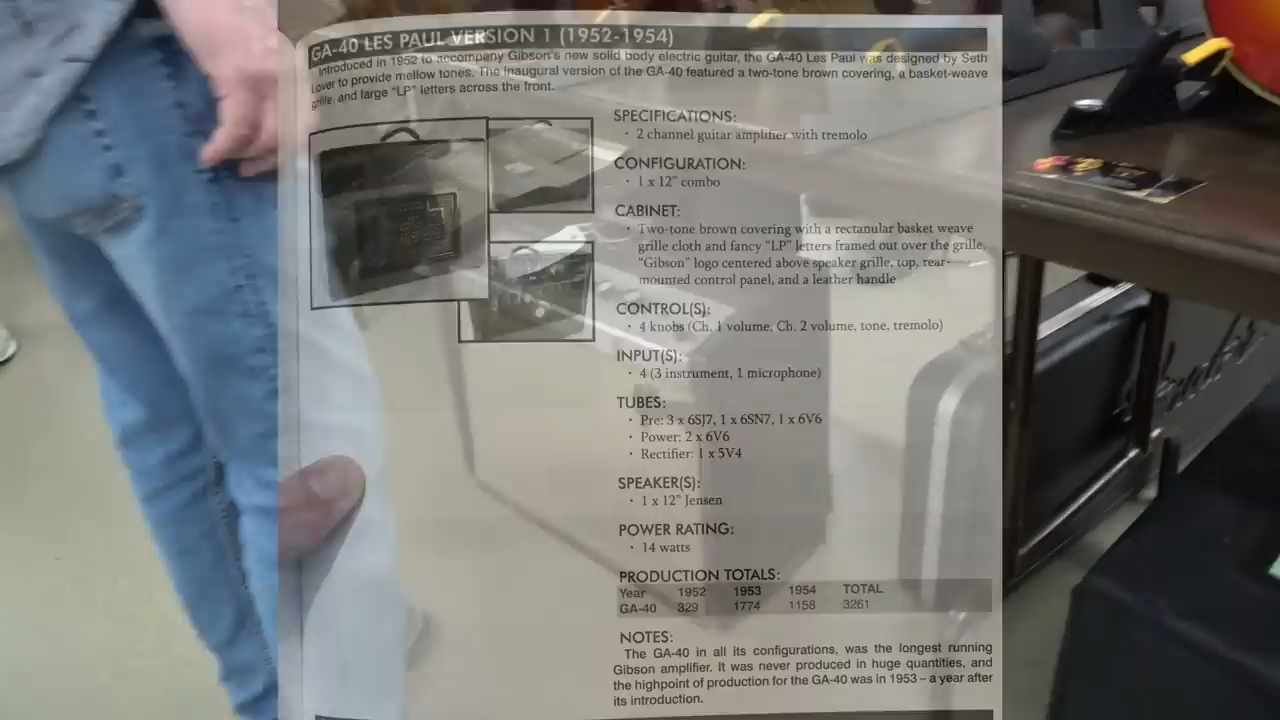 GA-40 LES PAUL VERSION 1 (1952-1954)
Introduced in 1952 to accompany Gibson's new solid body electric guitar, the GA-40 Les Paul was designed by Seth
Lover to provide mellow tones. The inaugural version of the GA-40 featured a two-tone brown covering, a basket-weave
grille, and large "LP" letters across the front.
SPECIFICATIONS:
• 2 channel guitar amplifier with tremolo
CONFIGURATION:
• 1 x 12" combo
CABINET:
• Two-tone brown covering with a rectanular basket weave
grille cloth and fancy "LP" letters framed out over the grille,
"Gibson" logo centered above speaker grille, top, rear-
mounted control panel, and a leather handle
CONTROL(S):
• 4 knobs (Ch. 1 volume, Ch. 2 volume, tone, tremolo)
INPUT(S):
• 4 (3 instrument, 1 microphone)
TUBES:
• Pre: 3 x 6SJ7, 1 x 6SN7, 1 x 6V6
• Power: 2 x 6V6
• Rectifier: 1 x 5V4
SPEAKER(S):
• 1 x 12" Jensen
POWER RATING:
• 14 watts
PRODUCTION TOTALS:
Year 1952 1953 1954 TOTAL
GA-40 329 1774 1158 3261
NOTES:
The GA-40 in all its configurations, was the longest running
Gibson amplifier. It was never produced in huge quantities, and
the highpoint of production for the GA-40 was in 1953 – a year after
its introduction.